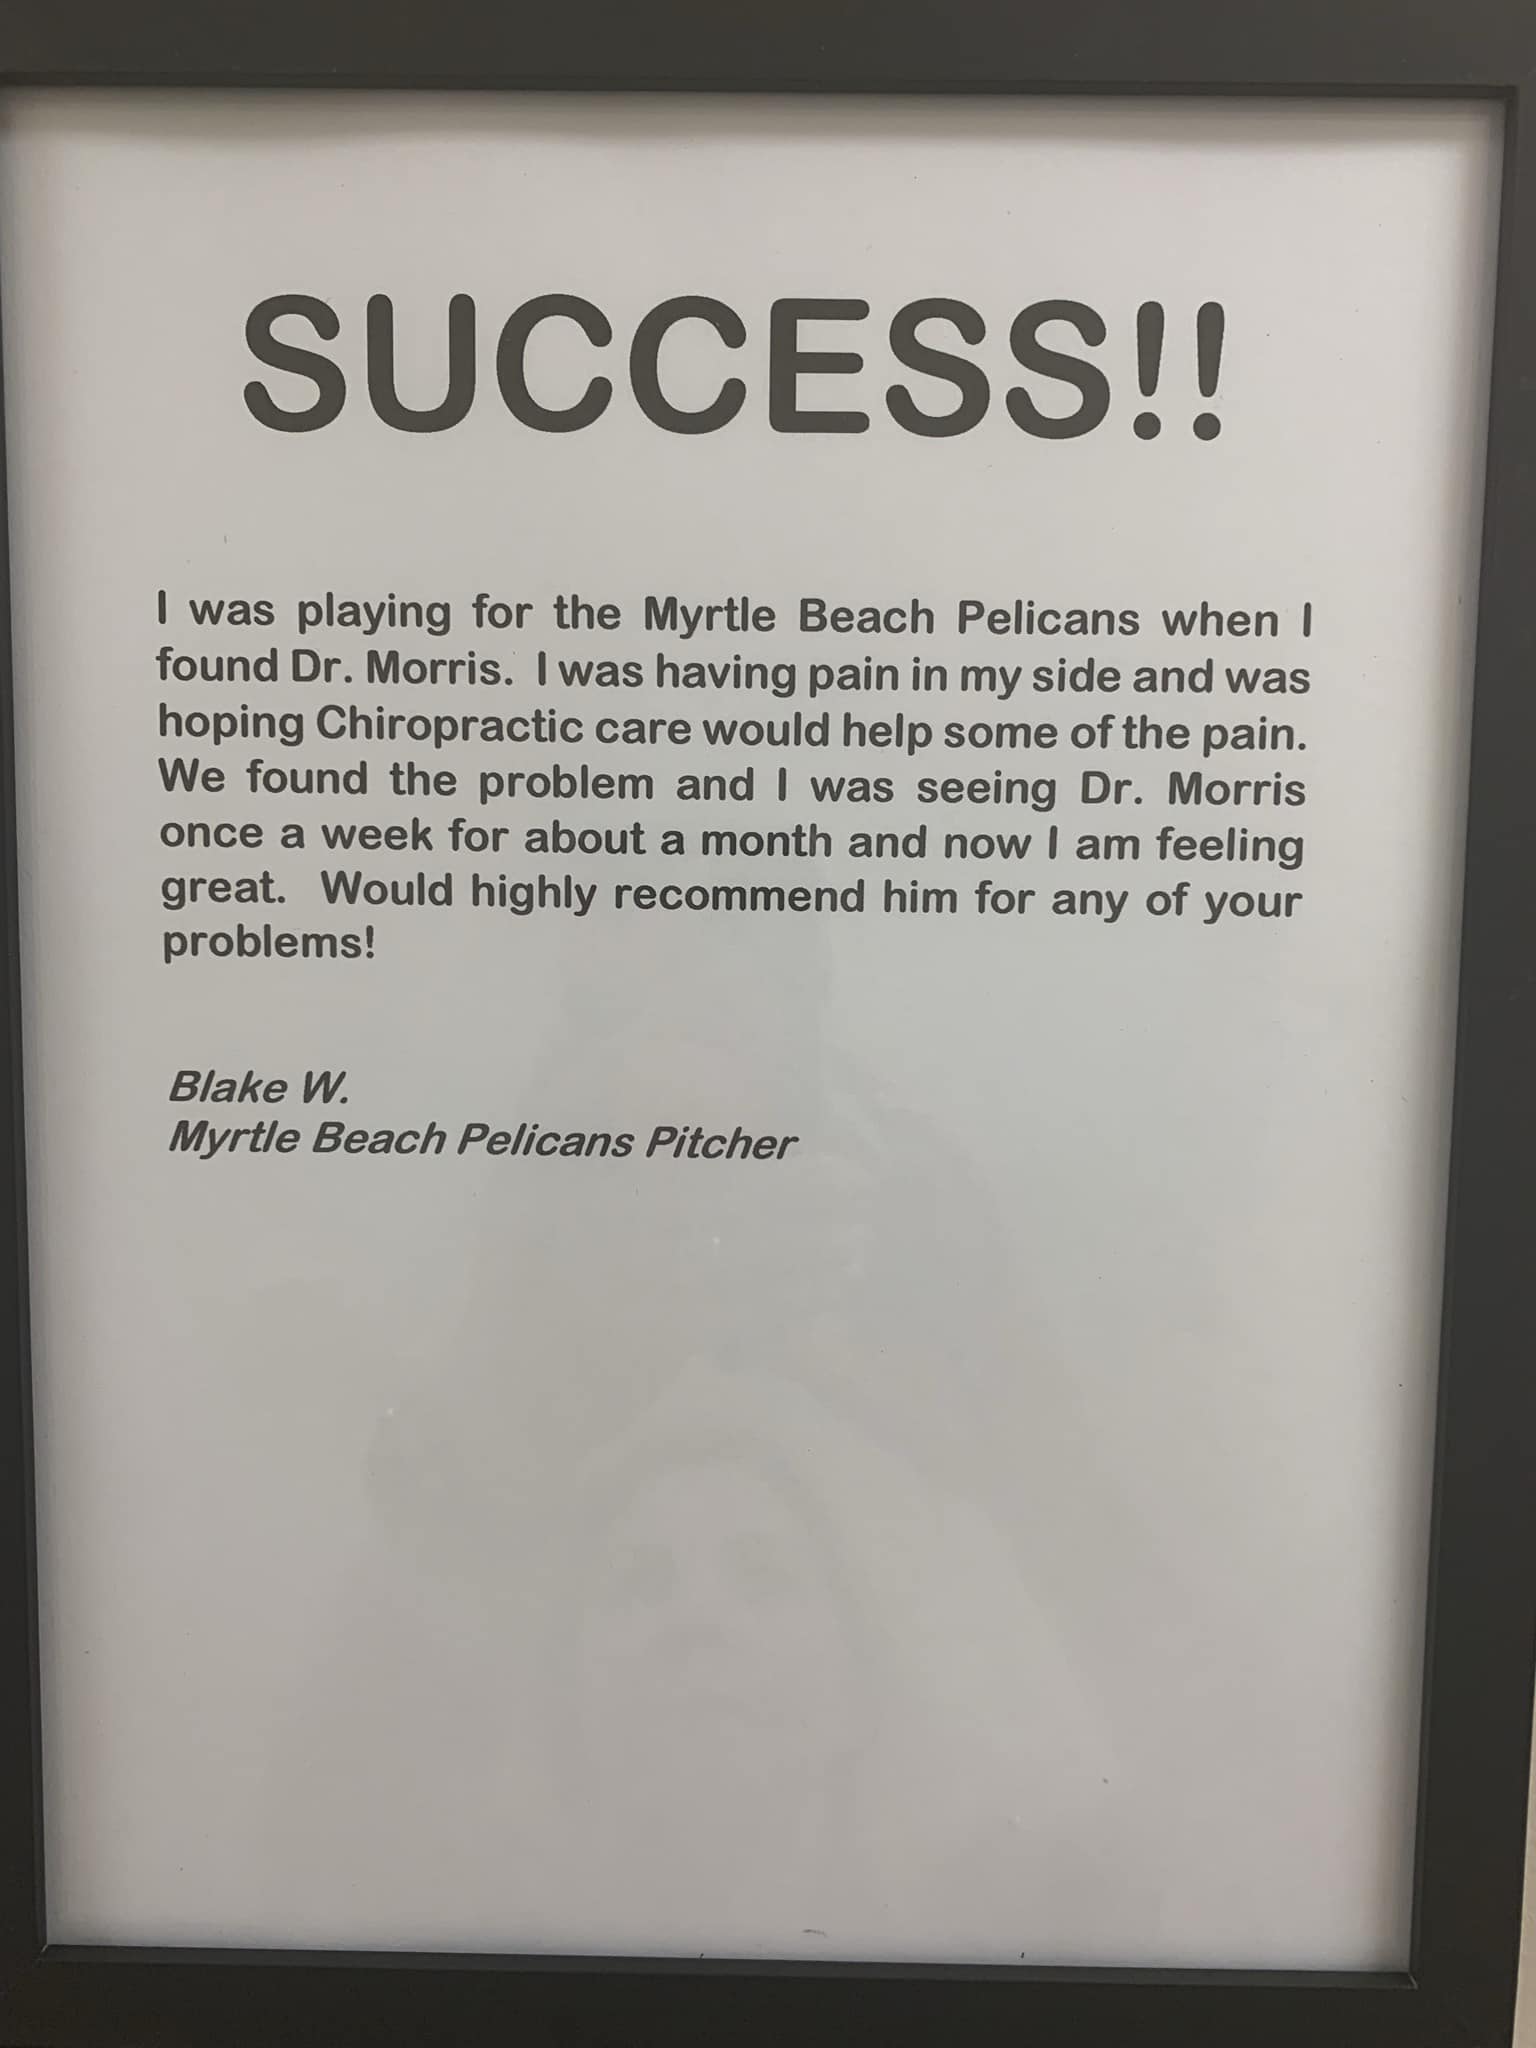 SUCCESS!!
I was playing for the Myrtle Beach Pelicans when I
found Dr. Morris. I was having pain in my side and was
hoping Chiropractic care would help some of the pain.
We found the problem and I was seeing Dr. Morris
once a week for about a month and now I am feeling
great. Would highly recommend him for any of your
problems!
Blake W.
Myrtle Beach Pelicans Pitcher